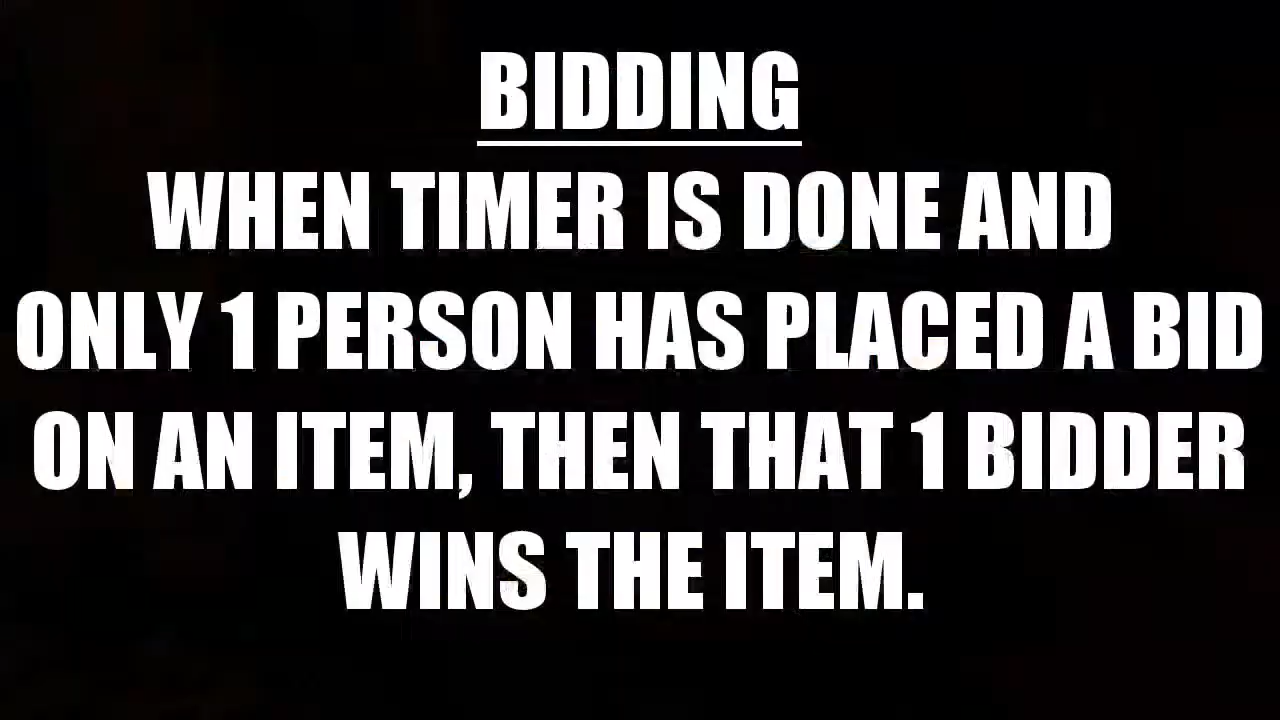 BIDDING
WHEN TIMER IS DONE AND
ONLY 1 PERSON HAS PLACED A BID
ON AN ITEM, THEN THAT 1 BIDDER
WINS THE ITEM.